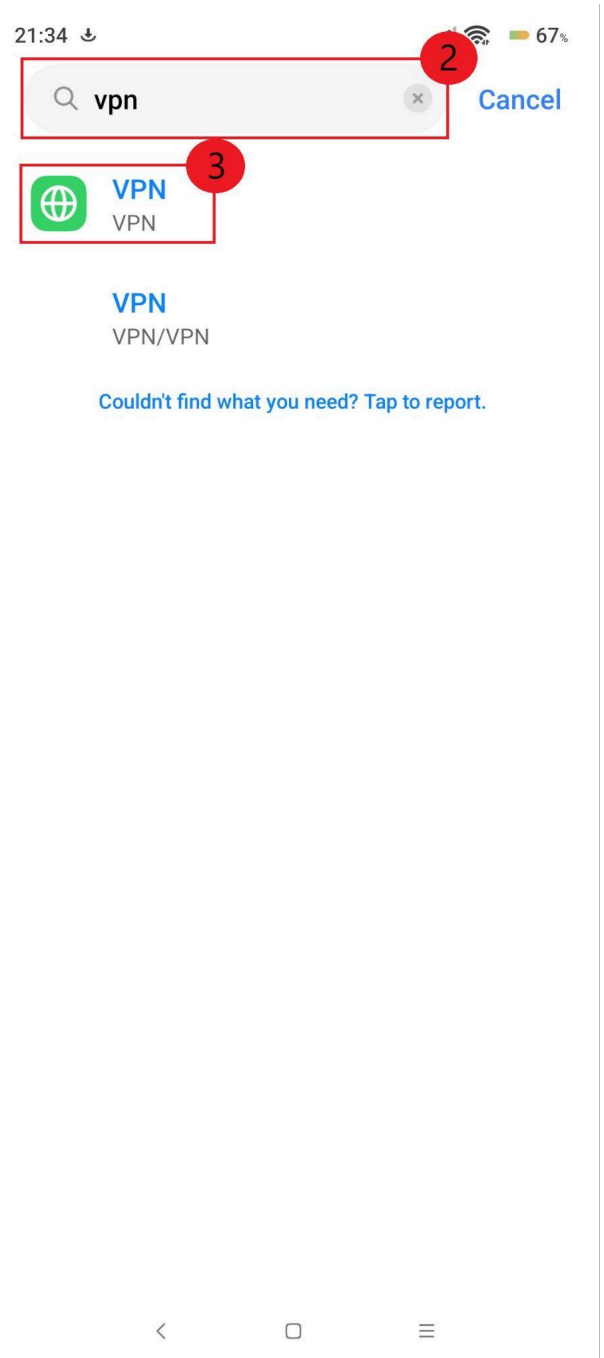 21:34 67%
2
vpn Cancel
3
VPN
VPN
VPN
VPN/VPN
Couldn't find what you need? Tap to report.